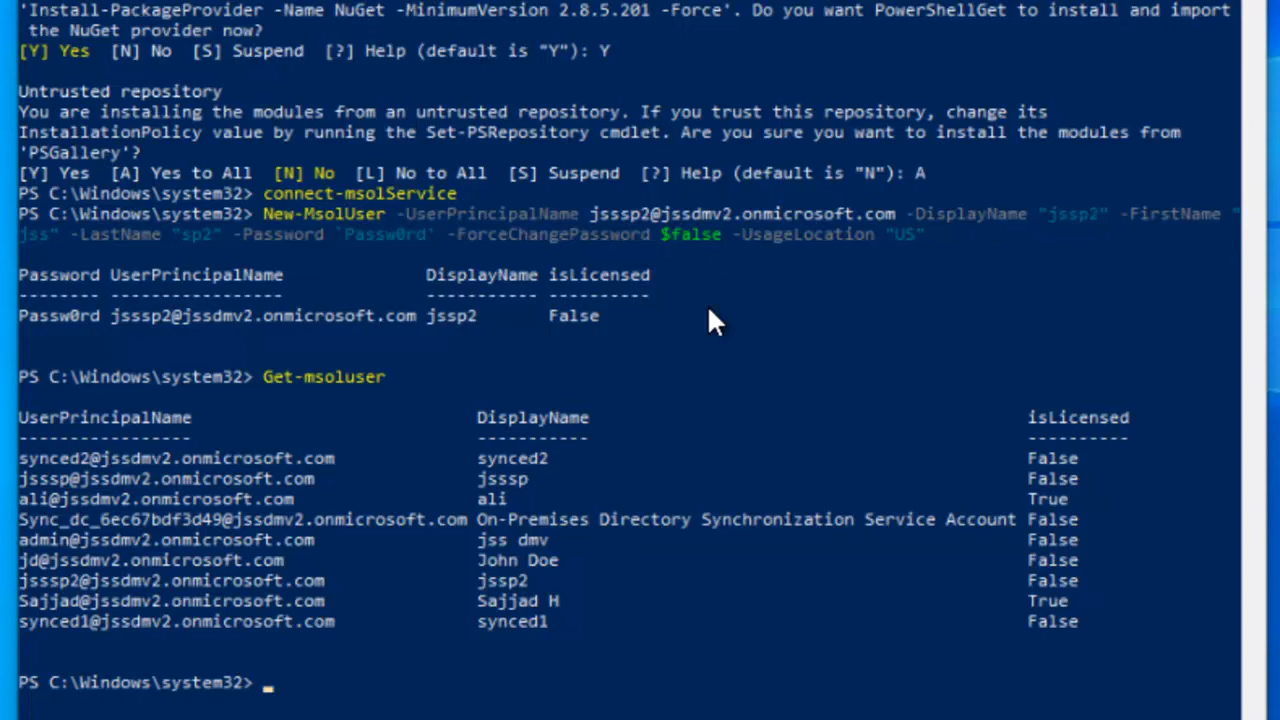 'Install-PackageProvider -Name NuGet -MinimumVersion 2.8.5.201 -Force'. Do you want PowerShellGet to install and import
the NuGet provider now?
[Y] Yes  [N] No  [S] Suspend  [?] Help (default is "Y"): Y
Untrusted repository
You are installing the modules from an untrusted repository. If you trust this repository, change its
InstallationPolicy value by running the Set-PSRepository cmdlet. Are you sure you want to install the modules from
'PSGallery'?
[Y] Yes  [A] Yes to All  [N] No  [L] No to All  [S] Suspend  [?] Help (default is "N"): A
PS C:\Windows\system32> connect-msolService
PS C:\Windows\system32> New-MsolUser -UserPrincipalName jsssp2@jssdmv2.onmicrosoft.com -DisplayName "jssp2" -FirstName "
jss" -LastName "sp2" -Password `Passw0rd' -ForceChangePassword $false -UsageLocation "US"
Password UserPrincipalName DisplayName isLicensed
-------- ----------------- ----------- ----------
Passw0rd jsssp2@jssdmv2.onmicrosoft.com jssp2 False
PS C:\Windows\system32> Get-msoluser
UserPrincipalName DisplayName isLicensed
----------------- ----------- ----------
synced2@jssdmv2.onmicrosoft.com synced2 False
jsssp@jssdmv2.onmicrosoft.com jsssp False
ali@jssdmv2.onmicrosoft.com ali True
Sync_dc_6ec67bdf3d49@jssdmv2.onmicrosoft.com On-Premises Directory Synchronization Service Account False
admin@jssdmv2.onmicrosoft.com jss dmv False
jd@jssdmv2.onmicrosoft.com John Doe False
jsssp2@jssdmv2.onmicrosoft.com jssp2 False
Sajjad@jssdmv2.onmicrosoft.com Sajjad H True
synced1@jssdmv2.onmicrosoft.com synced1 False
PS C:\Windows\system32>